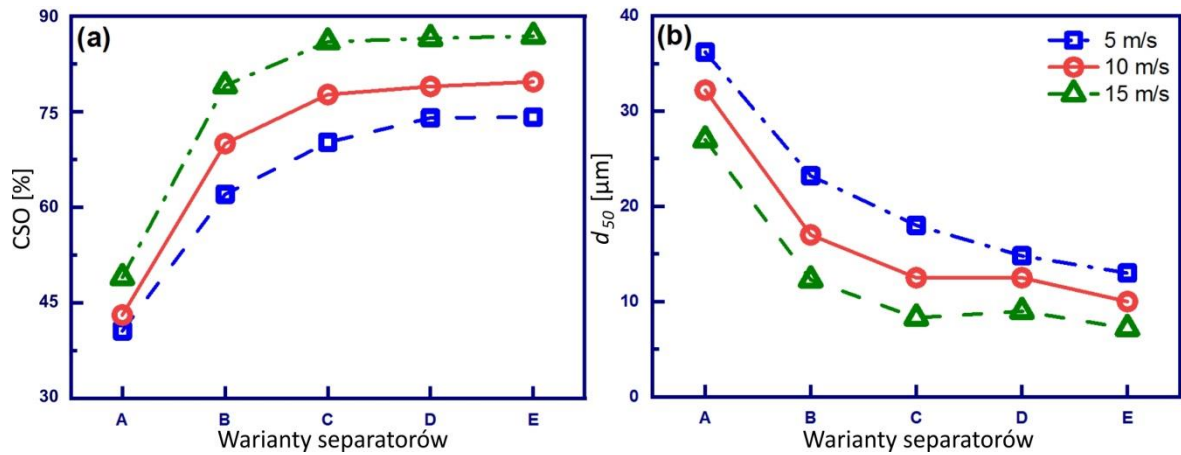 (a)
CSO [%]
90
75
60
45
30
A B C D E
Warianty separatorów
(b)
5 m/s
10 m/s
15 m/s
d50 [µm]
40
30
20
10
0
A B C D E
Warianty separatorów